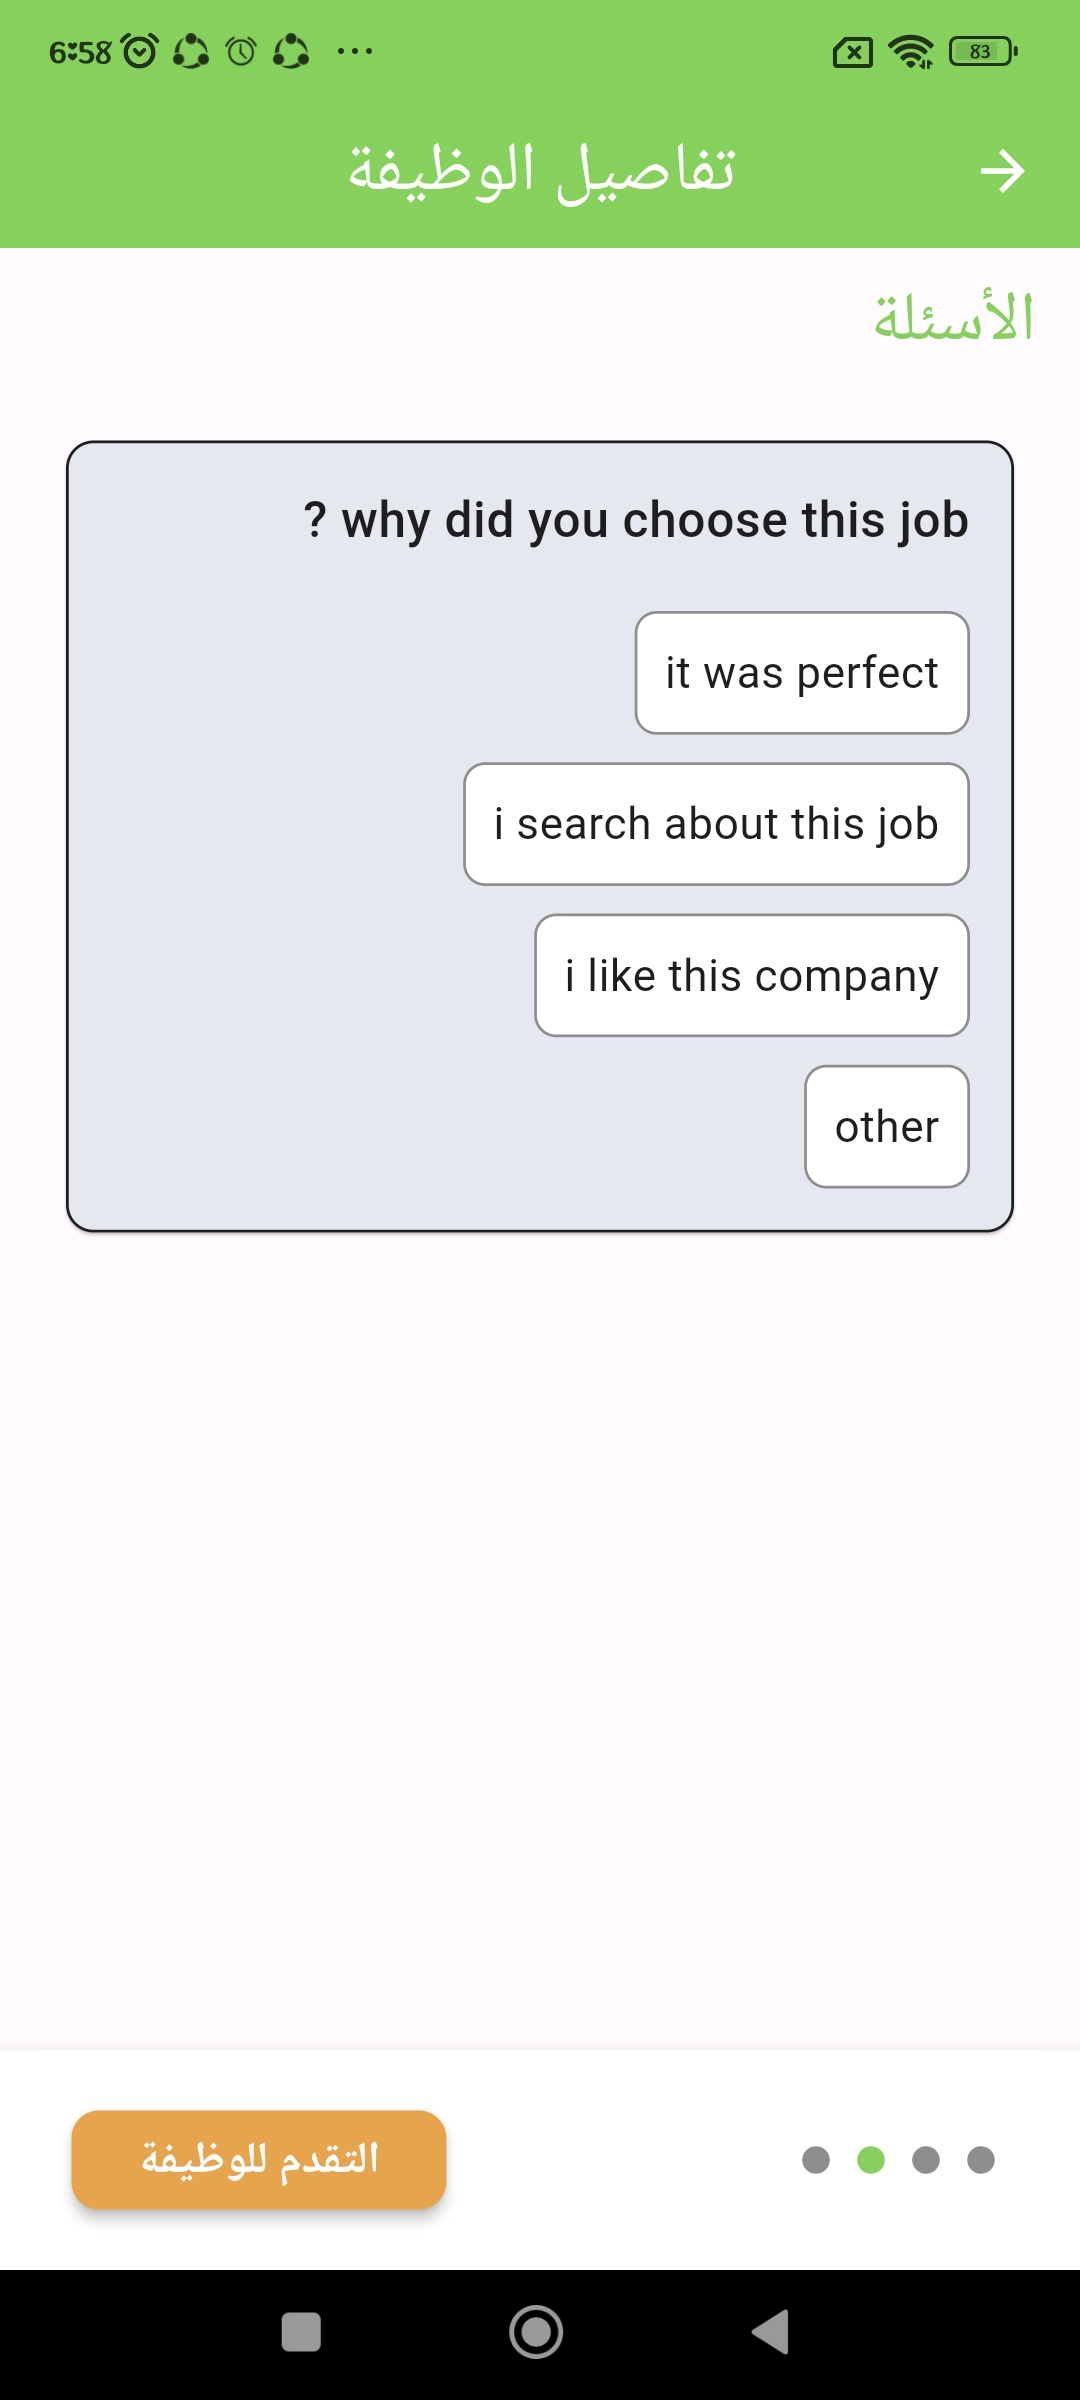 6:58
83
تفاصيل الوظيفة
الأسئلة
? why did you choose this job
it was perfect
i search about this job
i like this company
other
التقدم للوظيفة